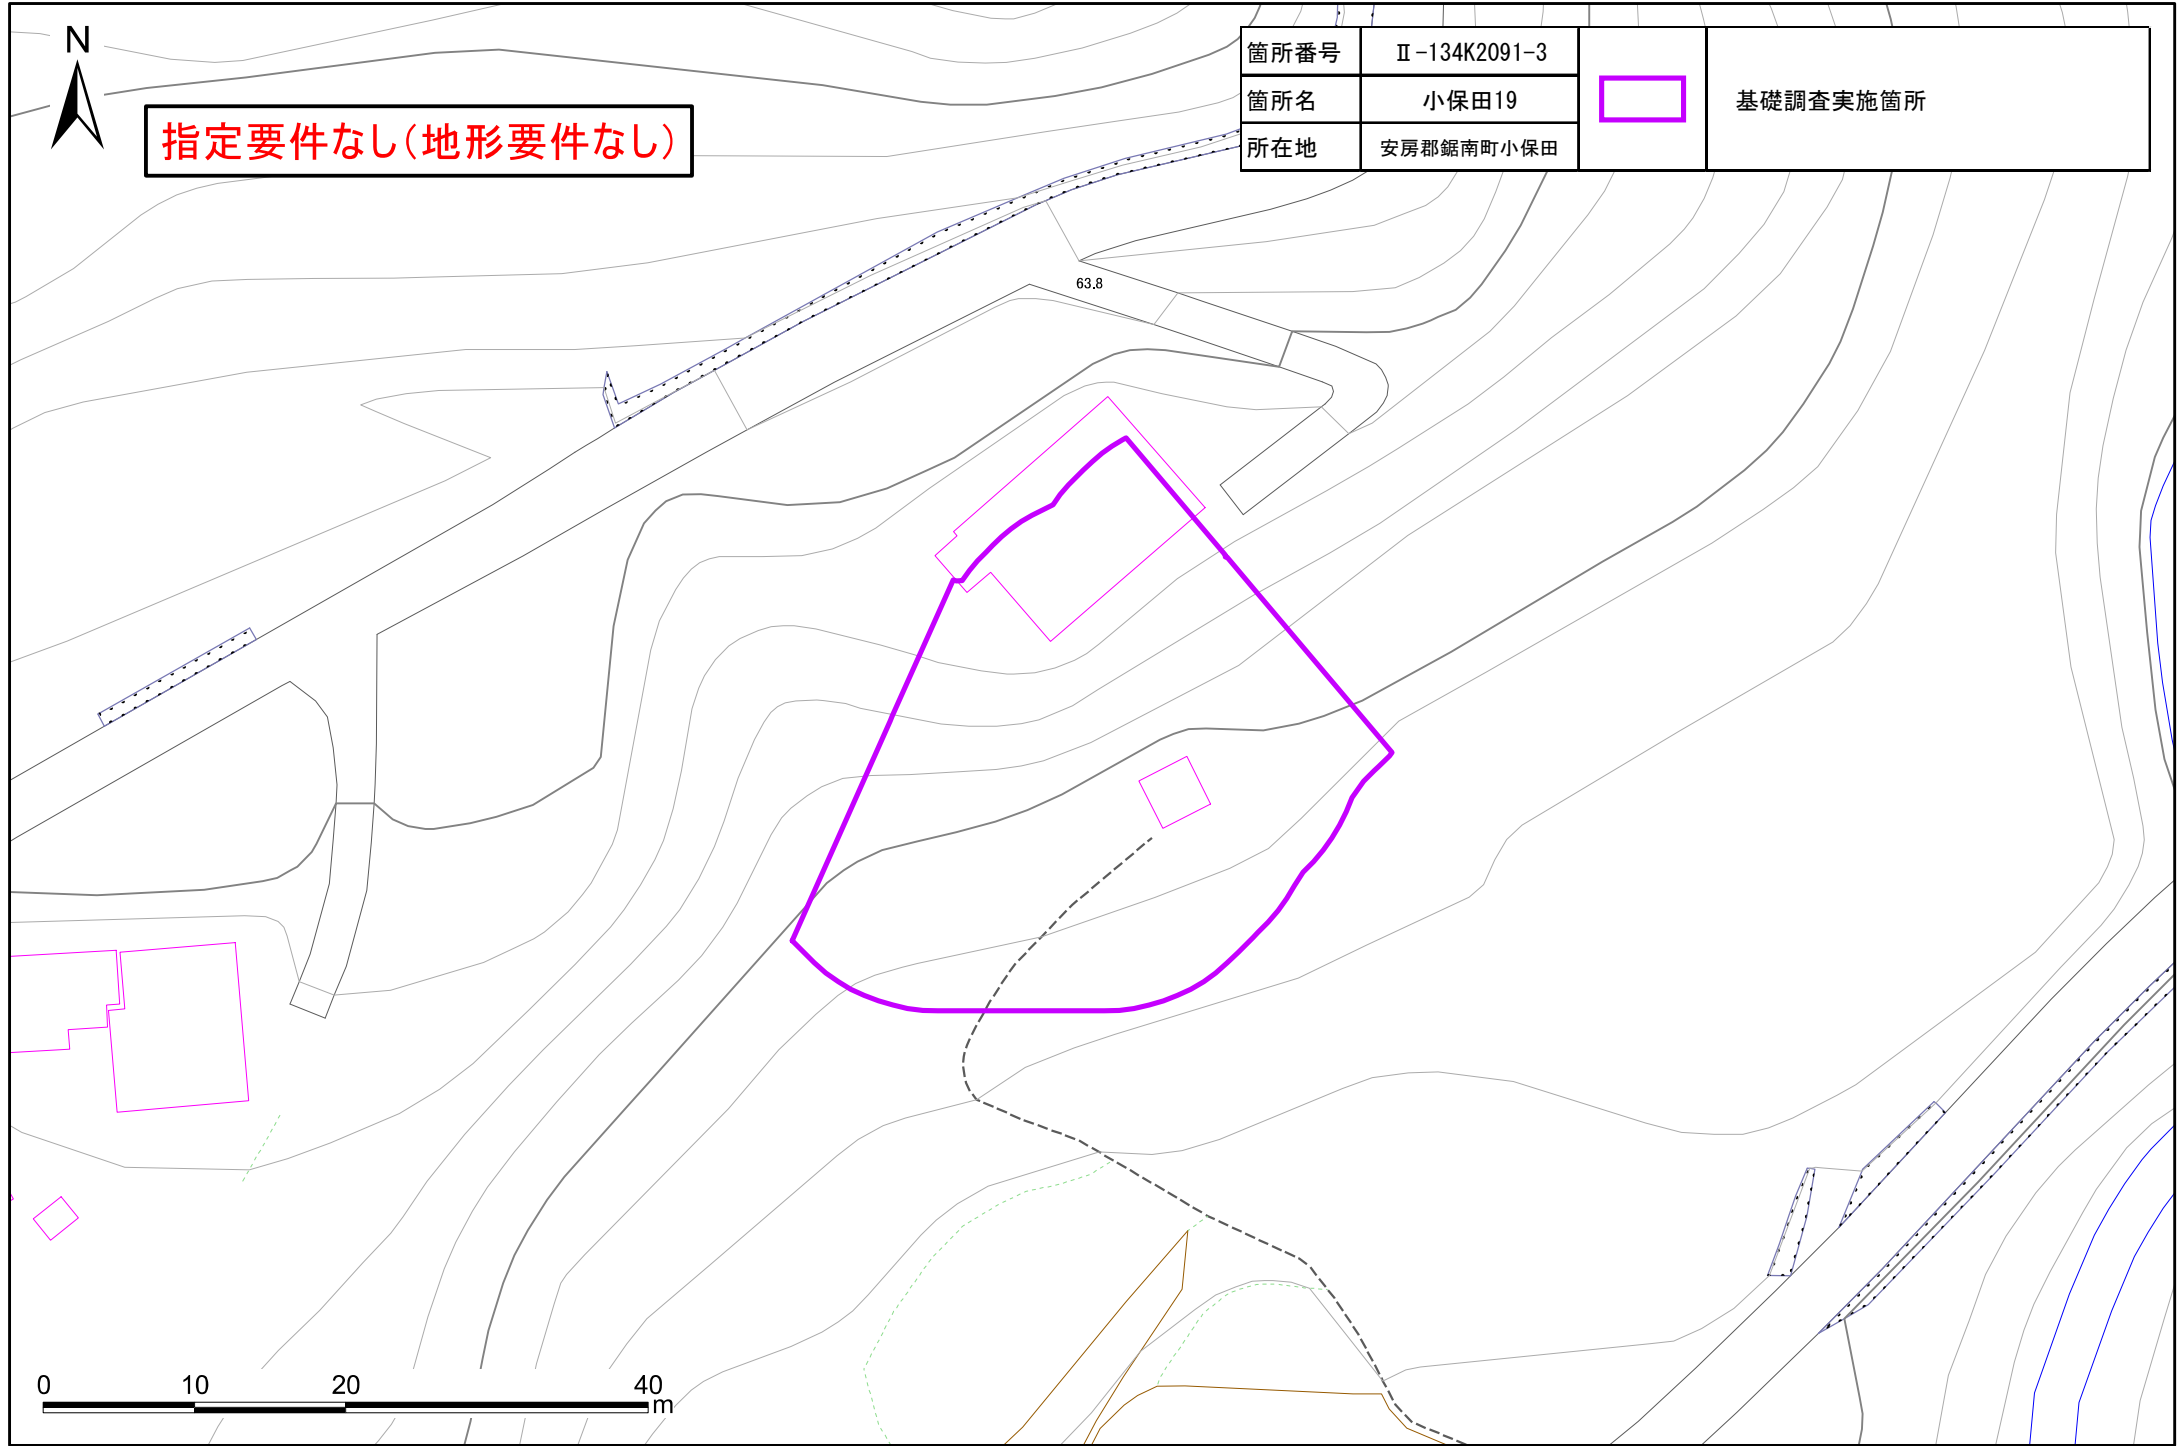 N
指定要件なし(地形要件なし)
箇所番号 Ⅱ-134K2091-3
箇所名 小保田19
所在地 安房郡鋸南町小保田
基礎調査実施箇所
63.8
0 10 20 40
m